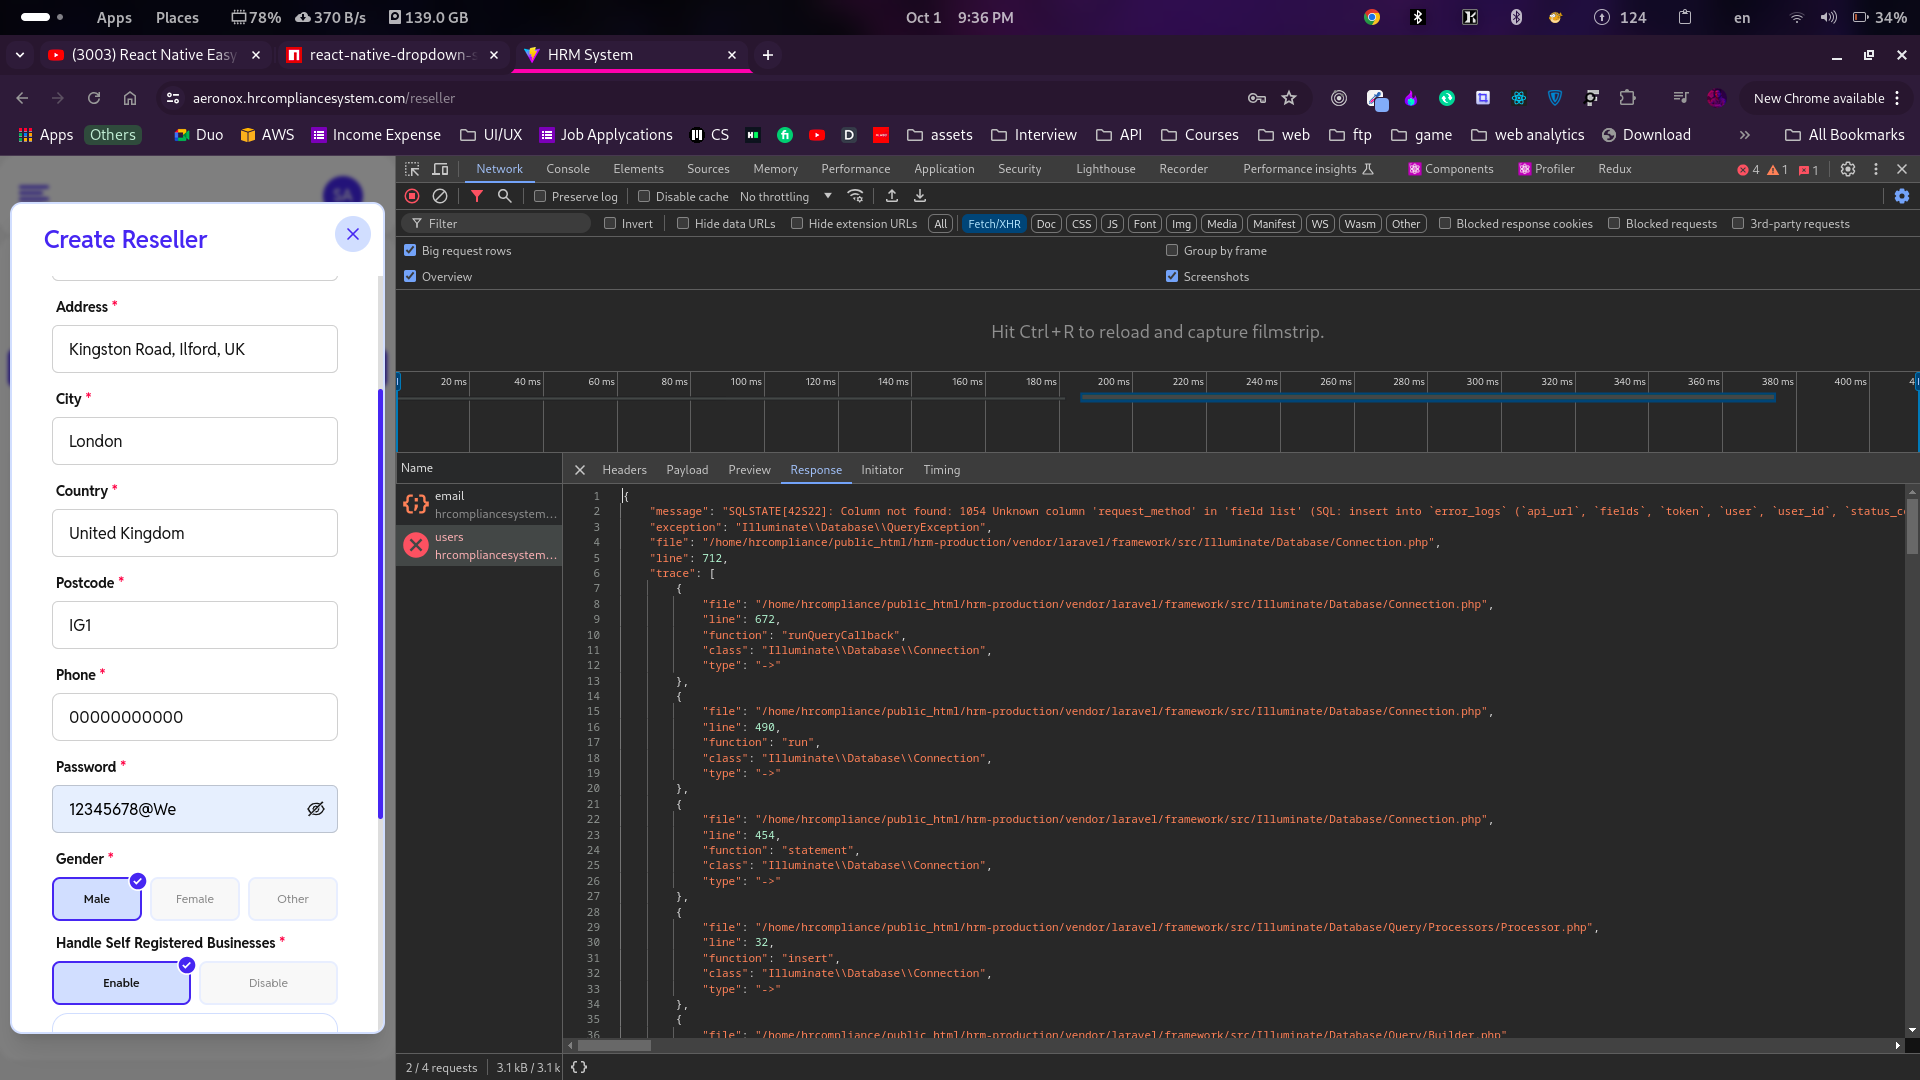 Apps Places 78% 370 B/s 139.0 GB Oct 1 9:36 PM 124 en 34%
(3003) React Native Easy react-native-dropdown-s HRM System
aeronox.hrcompliancesystem.com/reseller New Chrome available
Apps Others Duo AWS Income Expense UI/UX Job Applycations CS assets Interview API Courses web ftp game web analytics Download All Bookmarks
Network Console Elements Sources Memory Performance Application Security Lighthouse Recorder Performance insights Components Profiler Redux 4 1 1
Preserve log Disable cache No throttling
Filter Invert Hide data URLs Hide extension URLs All Fetch/XHR Doc CSS JS Font Img Media Manifest WS Wasm Other Blocked response cookies Blocked requests 3rd-party requests
Big request rows Group by frame
Overview Screenshots
Hit Ctrl+R to reload and capture filmstrip.
20 ms 40 ms 60 ms 80 ms 100 ms 120 ms 140 ms 160 ms 180 ms 200 ms 220 ms 240 ms 260 ms 280 ms 300 ms 320 ms 340 ms 360 ms 380 ms 400 ms
SA
Create Reseller
Address *
Kingston Road, Ilford, UK
City *
London
Country *
United Kingdom
Postcode *
IG1
Phone *
00000000000
Password *
12345678@We
Gender *
Male Female Other
Handle Self Registered Businesses *
Enable Disable
Name
email
hrcompliancesystem...
users
hrcompliancesystem...
2 / 4 requests 3.1 kB / 3.1 k
Headers Payload Preview Response Initiator Timing
1 {
2 "message": "SQLSTATE[42S22]: Column not found: 1054 Unknown column 'request_method' in 'field list' (SQL: insert into `error_logs` (`api_url`, `fields`, `token`, `user`, `user_id`, `status_co
3 "exception": "Illuminate\\Database\\QueryException",
4 "file": "/home/hrcompliance/public_html/hrm-production/vendor/laravel/framework/src/Illuminate/Database/Connection.php",
5 "line": 712,
6 "trace": [
7 {
8 "file": "/home/hrcompliance/public_html/hrm-production/vendor/laravel/framework/src/Illuminate/Database/Connection.php",
9 "line": 672,
10 "function": "runQueryCallback",
11 "class": "Illuminate\\Database\\Connection",
12 "type": "->"
13 },
14 {
15 "file": "/home/hrcompliance/public_html/hrm-production/vendor/laravel/framework/src/Illuminate/Database/Connection.php",
16 "line": 490,
17 "function": "run",
18 "class": "Illuminate\\Database\\Connection",
19 "type": "->"
20 },
21 {
22 "file": "/home/hrcompliance/public_html/hrm-production/vendor/laravel/framework/src/Illuminate/Database/Connection.php",
23 "line": 454,
24 "function": "statement",
25 "class": "Illuminate\\Database\\Connection",
26 "type": "->"
27 },
28 {
29 "file": "/home/hrcompliance/public_html/hrm-production/vendor/laravel/framework/src/Illuminate/Database/Query/Processors/Processor.php",
30 "line": 32,
31 "function": "insert",
32 "class": "Illuminate\\Database\\Connection",
33 "type": "->"
34 },
35 {
36 "file": "/home/hrcompliance/public_html/hrm-production/vendor/laravel/framework/src/Illuminate/Database/Query/Builder.php"
{}